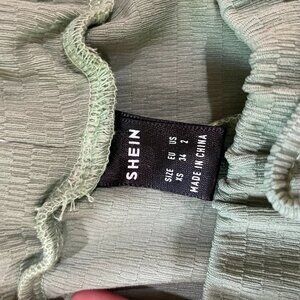 SHEIN
SIZE EU US
XS 34 2
MADE IN CHINA